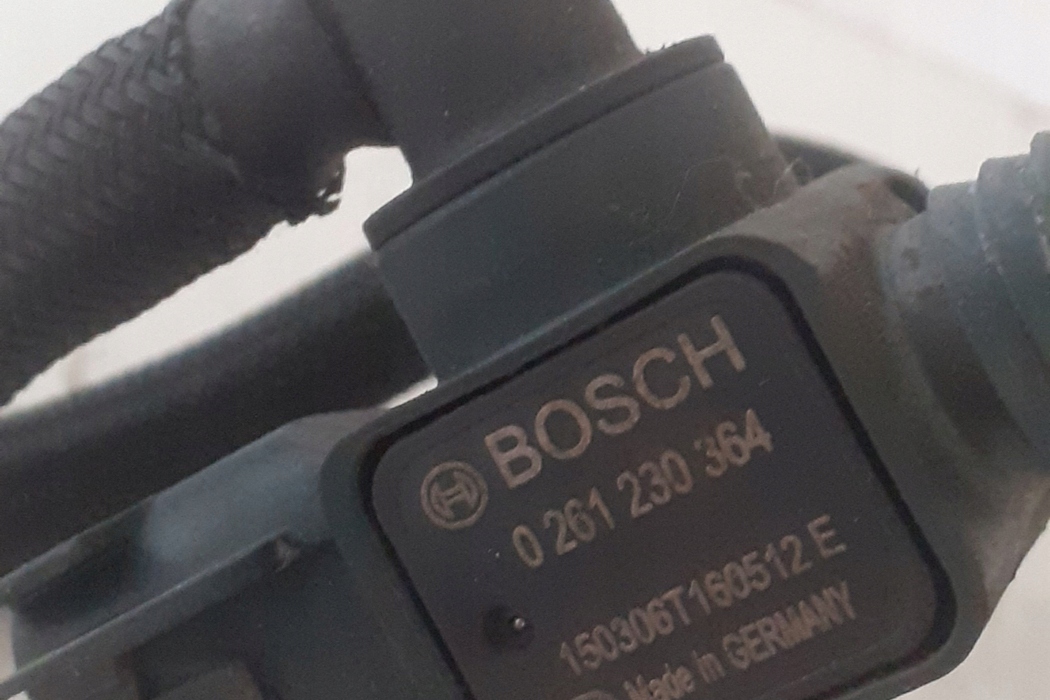 BOSCH
0 261 230 364
150306T160512 E
Made in GERMANY